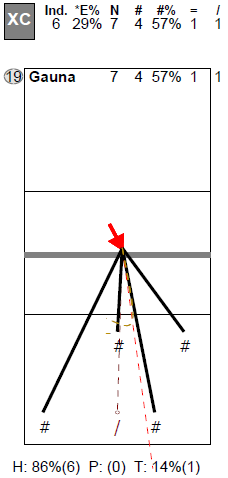 XC Ind. *E% N # #% = /
6 29% 7 4 57% 1 1
19 Gauna 7 4 57% 1 1
# #
# / #
H: 86%(6) P: (0) T: 14%(1)